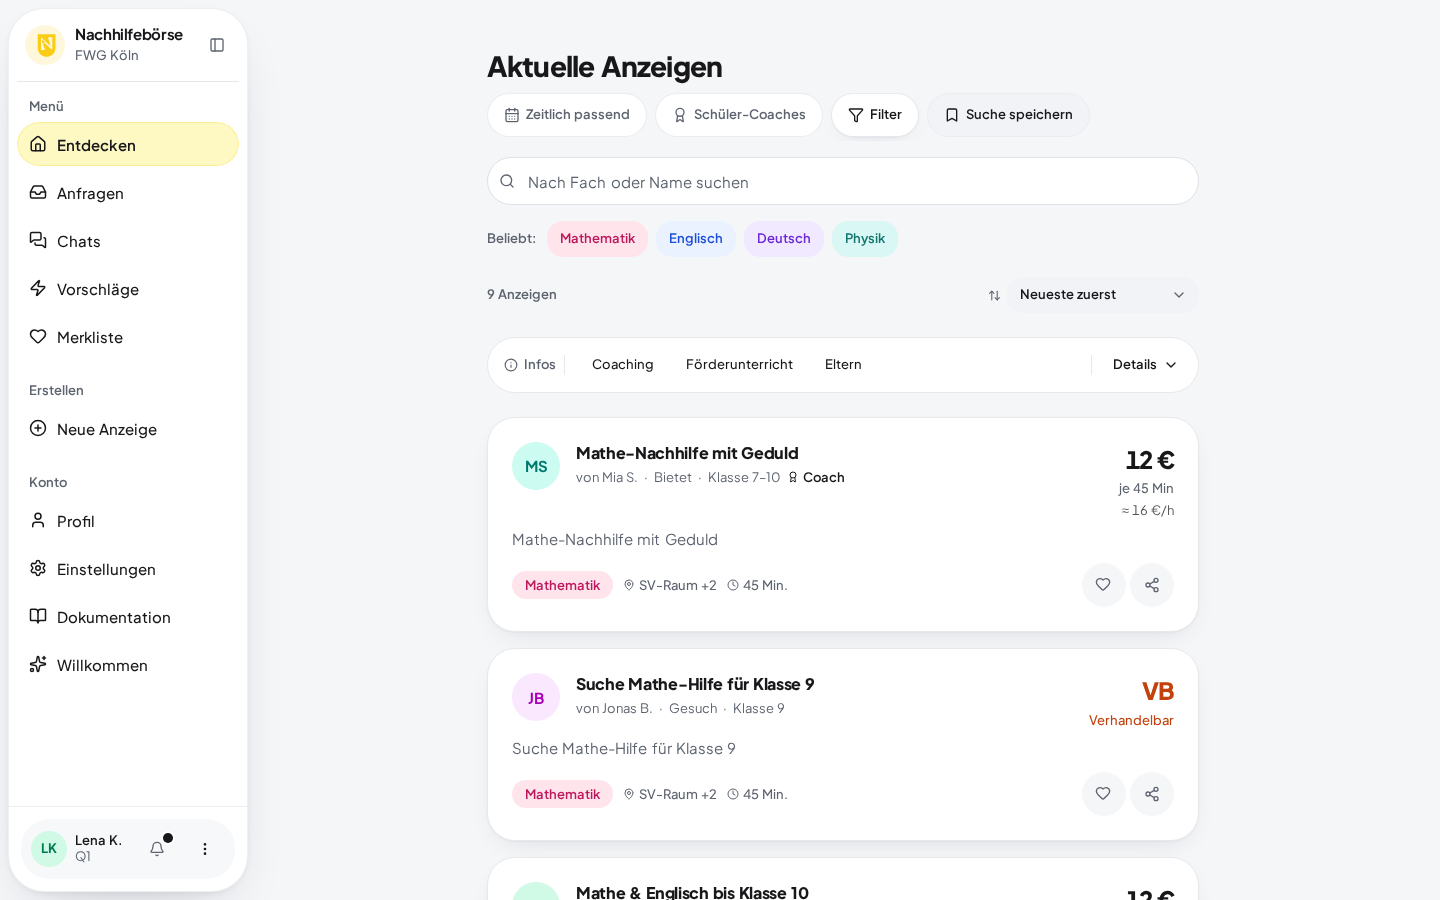 Nachhilfebörse
FWG Köln
Menü
Entdecken
Anfragen
Chats
Vorschläge
Merkliste
Erstellen
Neue Anzeige
Konto
Profil
Einstellungen
Dokumentation
Willkommen
LK
Lena K.
Q1
Aktuelle Anzeigen
Zeitlich passend
Schüler-Coaches
Filter
Suche speichern
Nach Fach oder Name suchen
Beliebt: Mathematik Englisch Deutsch Physik
9 Anzeigen
Neueste zuerst
Infos Coaching Förderunterricht Eltern Details
MS
Mathe-Nachhilfe mit Geduld
von Mia S. · Bietet · Klasse 7–10 Coach
12 €
je 45 Min
≈ 16 €/h
Mathe-Nachhilfe mit Geduld
Mathematik SV-Raum +2 45 Min.
JB
Suche Mathe-Hilfe für Klasse 9
von Jonas B. · Gesuch · Klasse 9
VB
Verhandelbar
Suche Mathe-Hilfe für Klasse 9
Mathematik SV-Raum +2 45 Min.
Mathe & Englisch bis Klasse 10
12 €